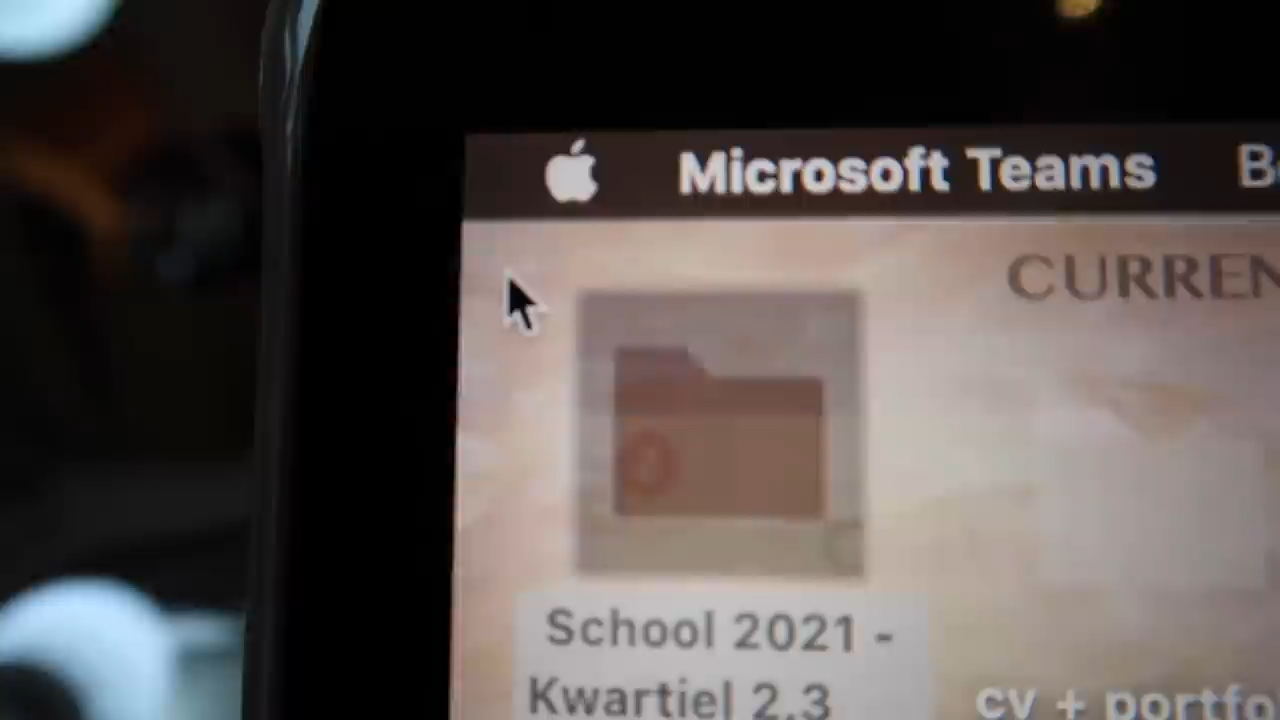 Microsoft Teams
CURREN
School 2021 -
Kwartiel 2,3
cv + portfo